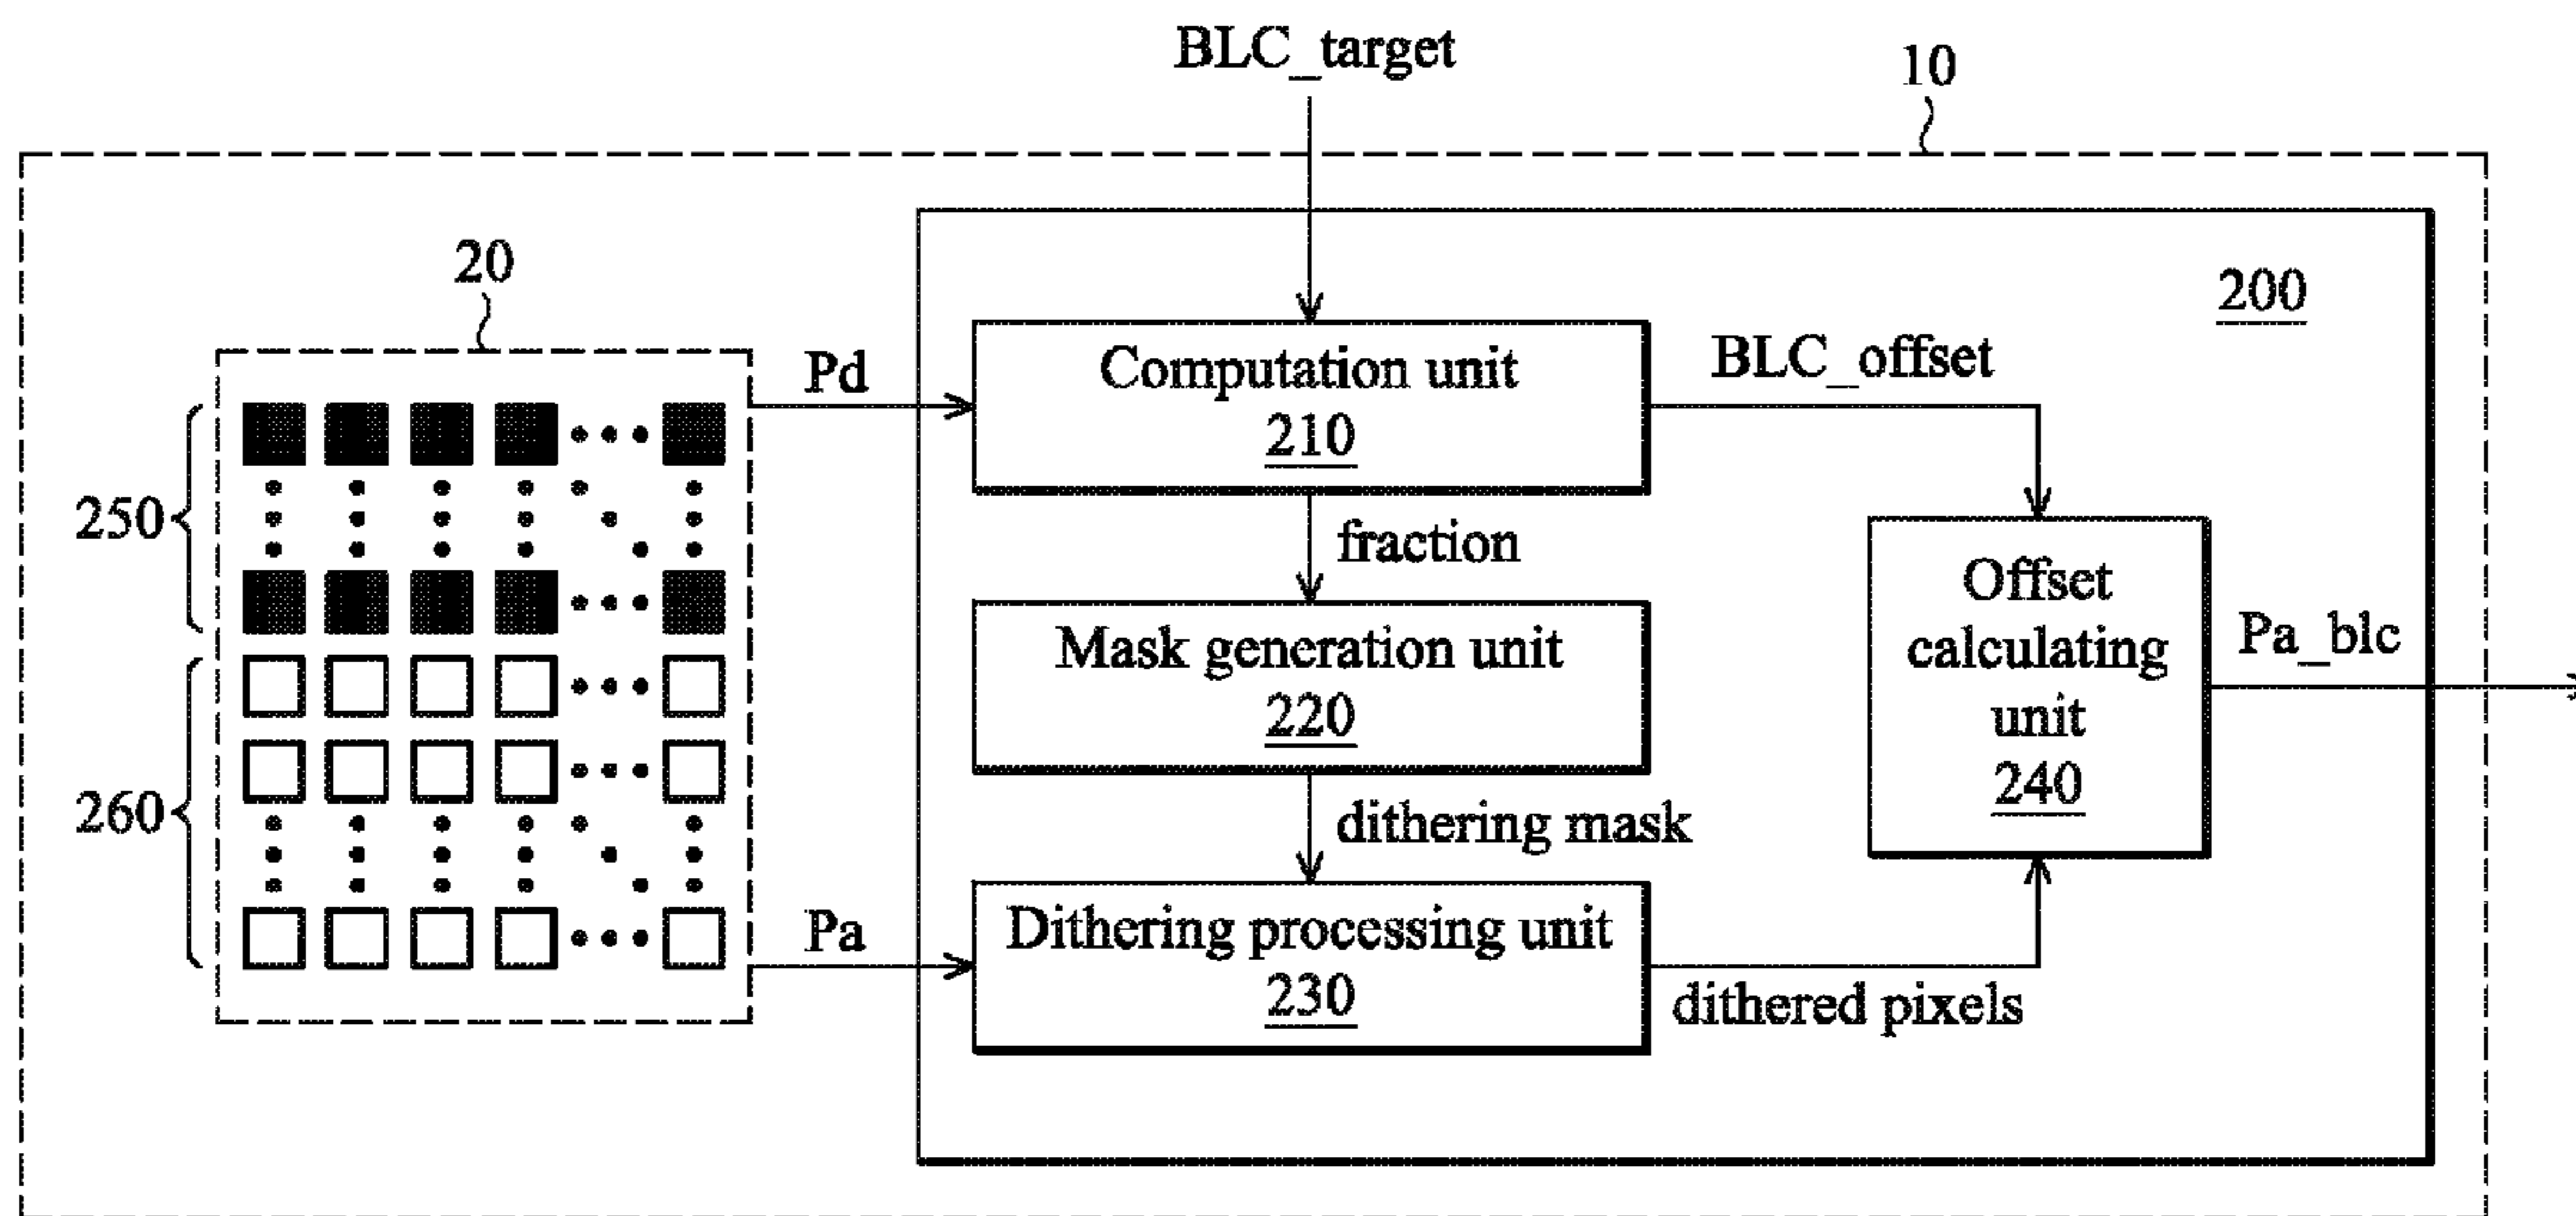 BLC_target
10
20
200
Pd
Computation unit
210
BLC_offset
250
fraction
Offset
calculating
unit
240
Mask generation unit
220
Pa_blc
260
dithering mask
Pa
Dithering processing unit
230
dithered pixels